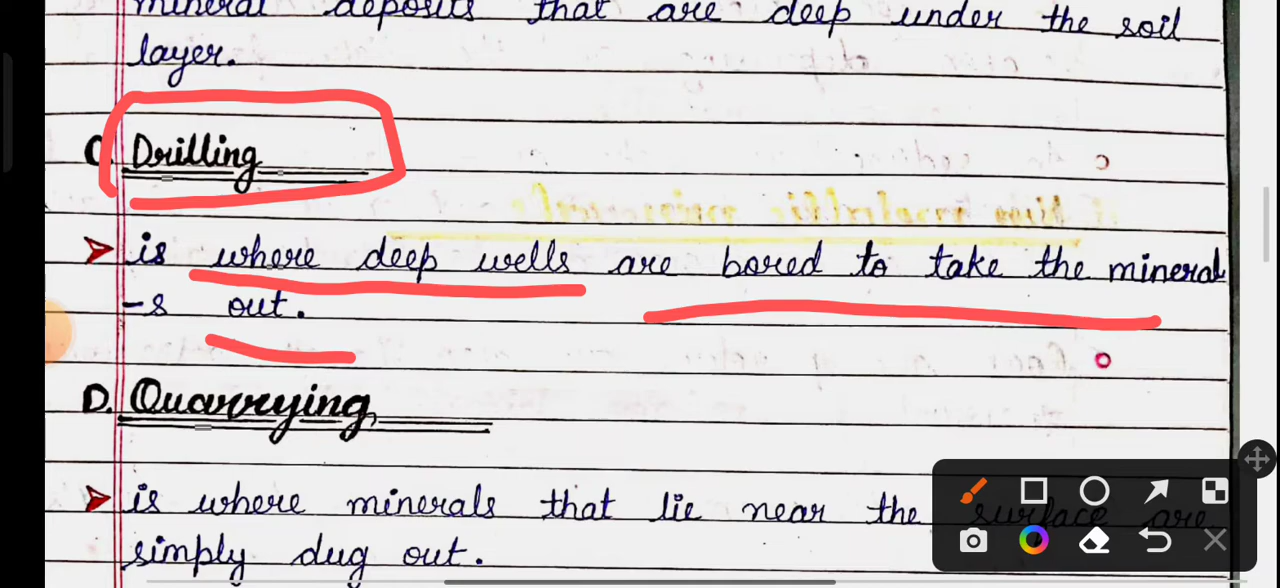 mineral deposits that are deep under the soil
layer.
C. Drilling
is where deep wells are bored to take the mineral
-s out.
D. Quarrying
is where minerals that lie near the surface are
simply dug out.